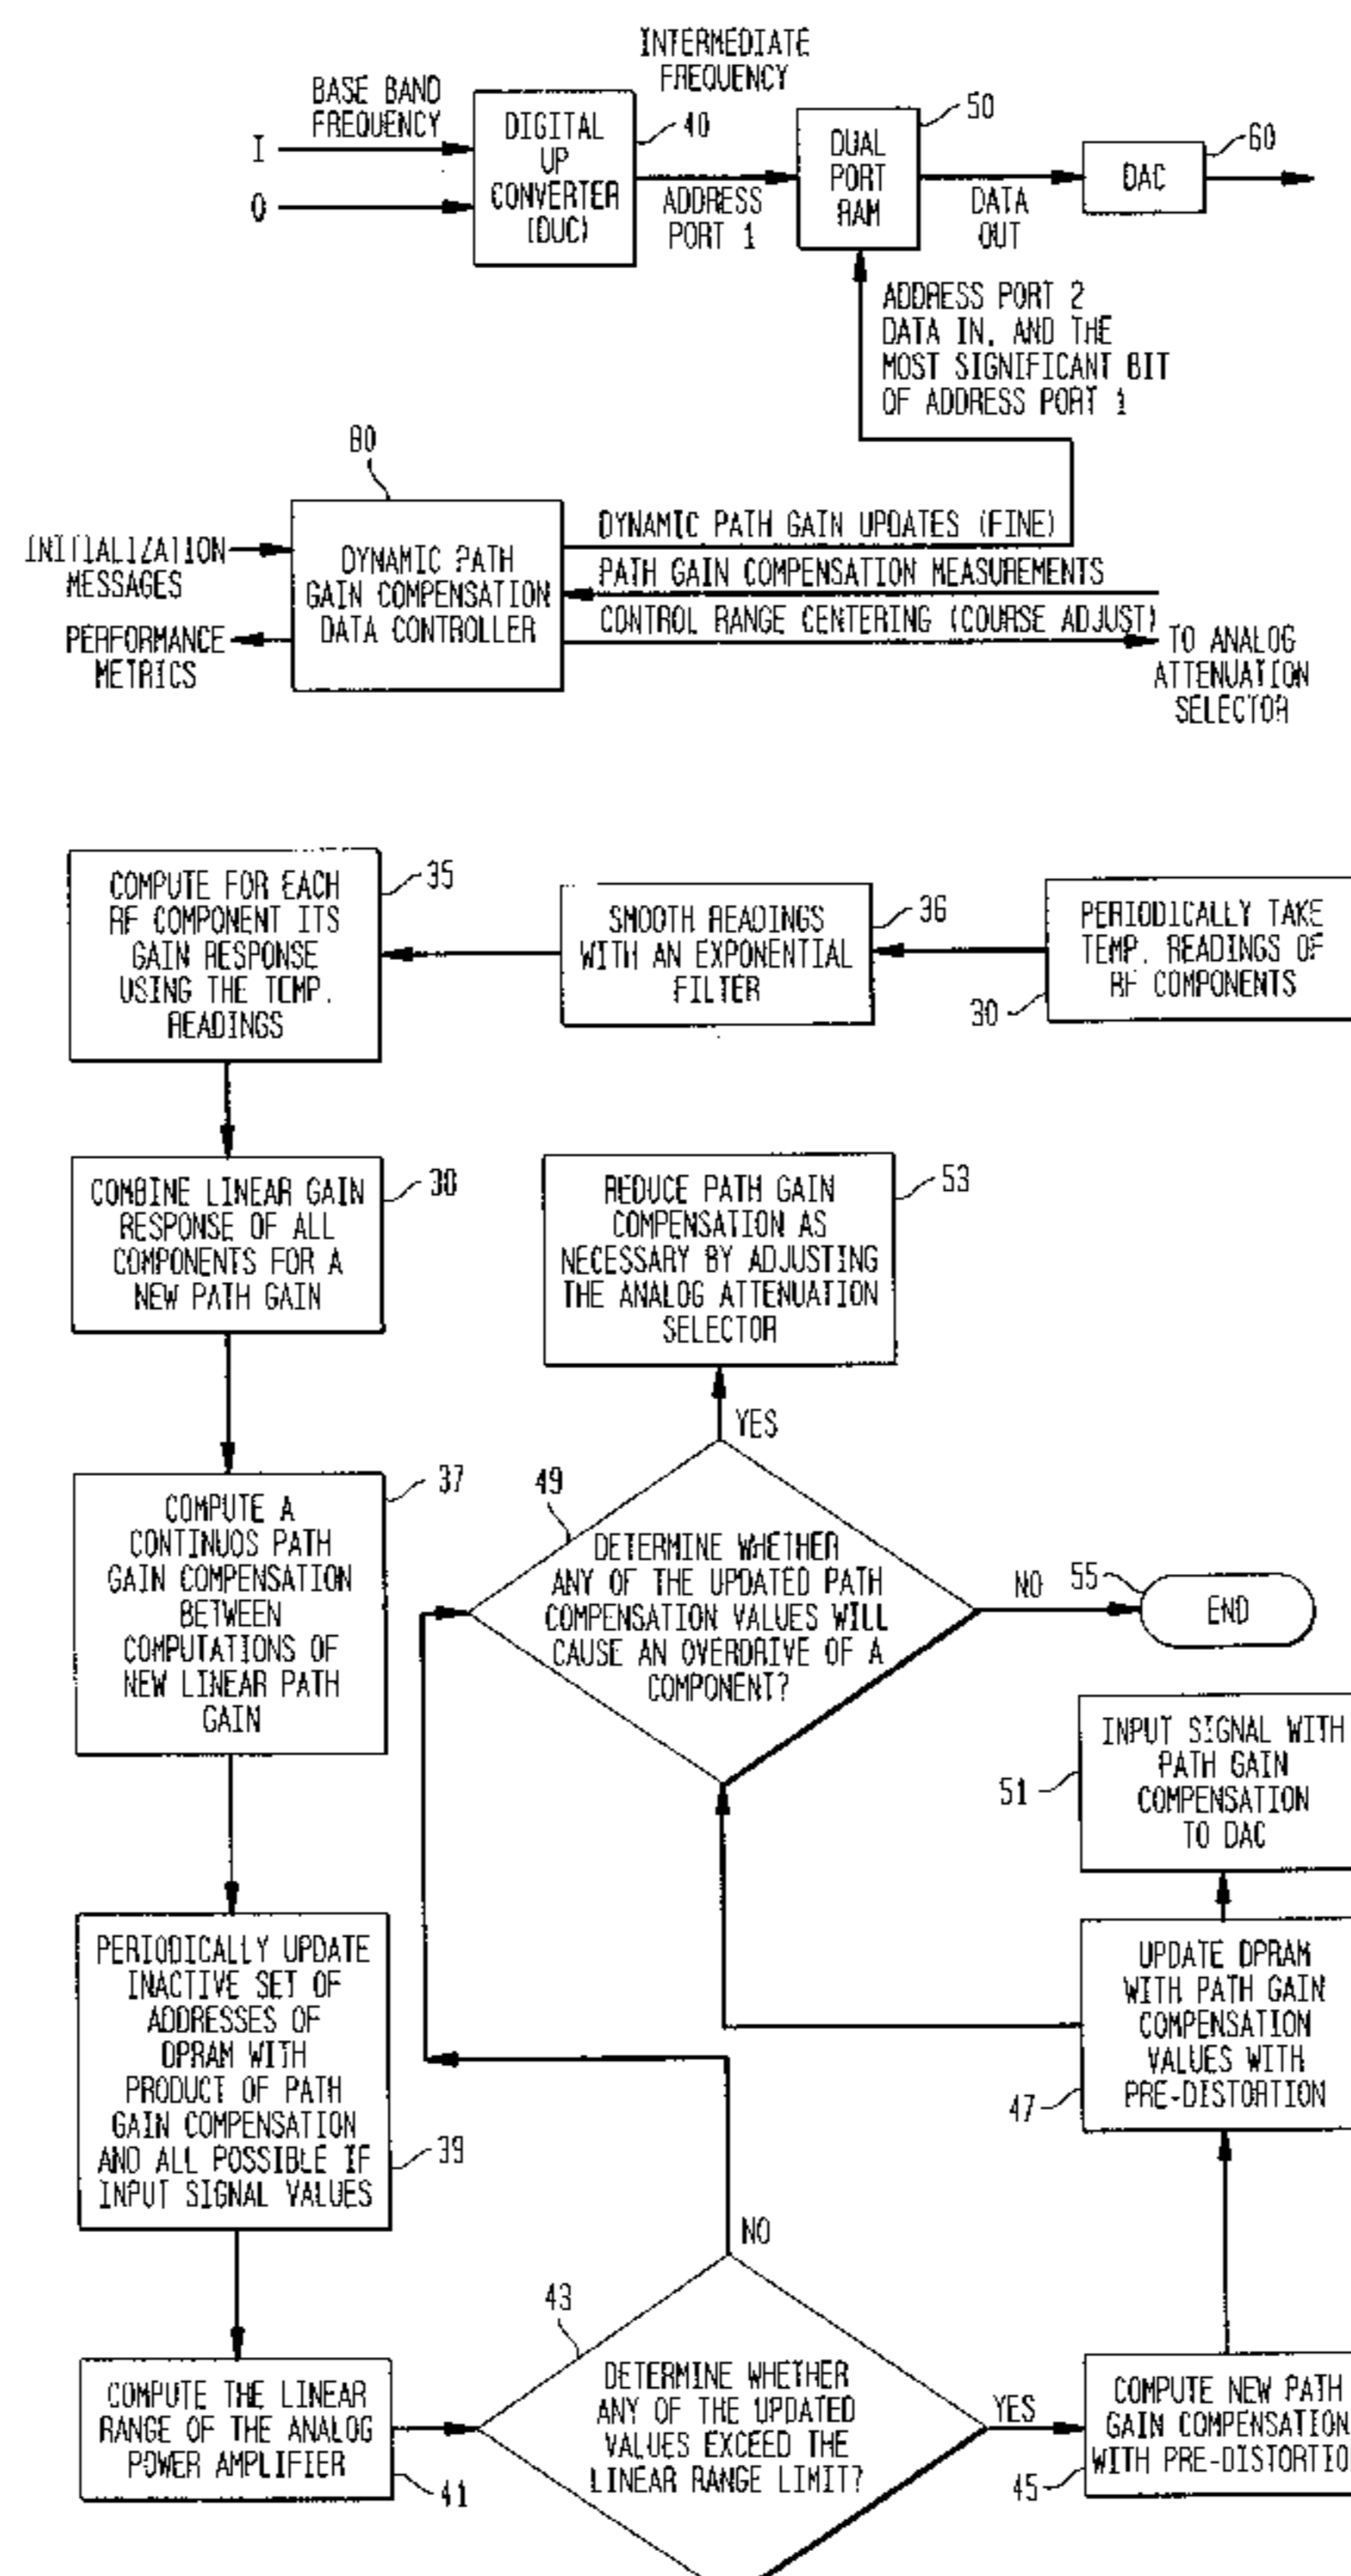 INTERMEDIATE
FREQUENCY
BASE BAND
FREQUENCY
I
Q
DIGITAL
UP
CONVERTER
(DUC)
40
ADDRESS
PORT 1
DUAL
PORT
RAM
50
DATA
OUT
DAC
60
ADDRESS PORT 2
DATA IN, AND THE
MOST SIGNIFICANT BIT
OF ADDRESS PORT 1
80
INITIALIZATION
MESSAGES
PERFORMANCE
METRICS
DYNAMIC PATH
GAIN COMPENSATION
DATA CONTROLLER
DYNAMIC PATH GAIN UPDATES (FINE)
PATH GAIN COMPENSATION MEASUREMENTS
CONTROL RANGE CENTERING (COURSE ADJUST)
TO ANALOG
ATTENUATION
SELECTOR
COMPUTE FOR EACH
RF COMPONENT ITS
GAIN RESPONSE
USING THE TEMP.
READINGS
35
SMOOTH READINGS
WITH AN EXPONENTIAL
FILTER
36
PERIODICALLY TAKE
TEMP. READINGS OF
RF COMPONENTS
30
COMBINE LINEAR GAIN
RESPONSE OF ALL
COMPONENTS FOR A
NEW PATH GAIN
38
REDUCE PATH GAIN
COMPENSATION AS
NECESSARY BY ADJUSTING
THE ANALOG ATTENUATION
SELECTOR
53
YES
COMPUTE A
CONTINUOS PATH
GAIN COMPENSATION
BETWEEN
COMPUTATIONS OF
NEW LINEAR PATH
GAIN
37
49
DETERMINE WHETHER
ANY OF THE UPDATED PATH
COMPENSATION VALUES WILL
CAUSE AN OVERDRIVE OF A
COMPONENT?
NO
55
END
INPUT SIGNAL WITH
PATH GAIN
COMPENSATION
TO DAC
51
PERIODICALLY UPDATE
INACTIVE SET OF
ADDRESSES OF
DPRAM WITH
PRODUCT OF PATH
GAIN COMPENSATION
AND ALL POSSIBLE IF
INPUT SIGNAL VALUES
39
UPDATE DPRAM
WITH PATH GAIN
COMPENSATION
VALUES WITH
PRE-DISTORTION
47
NO
43
COMPUTE THE LINEAR
RANGE OF THE ANALOG
POWER AMPLIFIER
41
DETERMINE WHETHER
ANY OF THE UPDATED
VALUES EXCEED THE
LINEAR RANGE LIMIT?
YES
COMPUTE NEW PATH
GAIN COMPENSATION
WITH PRE-DISTORTIO
45